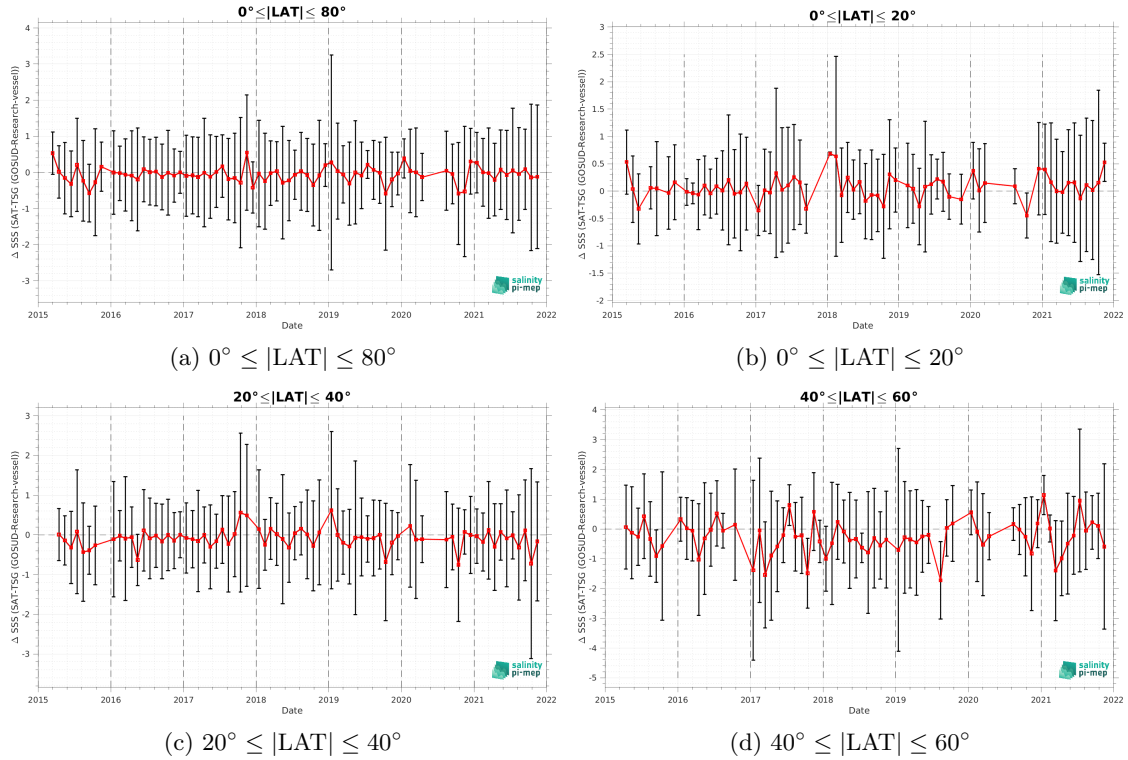 0°≤|LAT|≤ 80°
Δ SSS (SAT-TSG (GOSUD-Research-vessel))
4
3
2
1
0
-1
-2
-3
2015 2016 2017 2018 2019 2020 2021 2022
Date
salinity
pi-mep
(a) 0° ≤ |LAT| ≤ 80°
0°≤|LAT|≤ 20°
Δ SSS (SAT-TSG (GOSUD-Research-vessel))
3
2.5
2
1.5
1
0.5
0
-0.5
-1
-1.5
-2
2015 2016 2017 2018 2019 2020 2021 2022
Date
salinity
pi-mep
(b) 0° ≤ |LAT| ≤ 20°
20°≤|LAT|≤ 40°
Δ SSS (SAT-TSG (GOSUD-Research-vessel))
3
2
1
0
-1
-2
-3
2015 2016 2017 2018 2019 2020 2021 2022
Date
salinity
pi-mep
(c) 20° ≤ |LAT| ≤ 40°
40°≤|LAT|≤ 60°
Δ SSS (SAT-TSG (GOSUD-Research-vessel))
4
3
2
1
0
-1
-2
-3
-4
-5
2015 2016 2017 2018 2019 2020 2021 2022
Date
salinity
pi-mep
(d) 40° ≤ |LAT| ≤ 60°